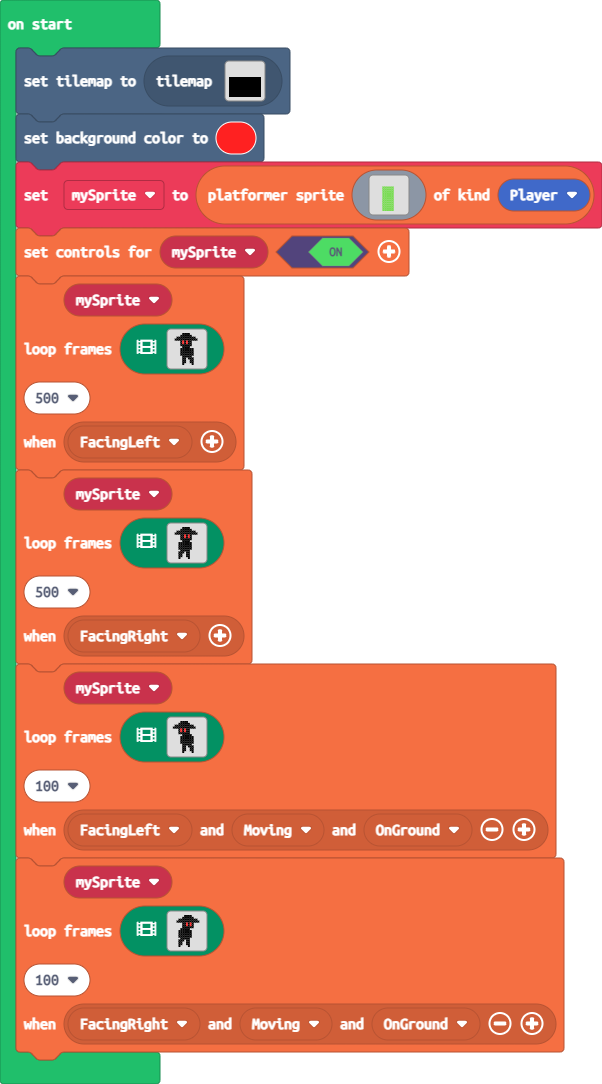 on start
set tilemap to tilemap
set background color to
set mySprite to platformer sprite of kind Player
set controls for mySprite ON
mySprite
loop frames
500
when FacingLeft
mySprite
loop frames
500
when FacingRight
mySprite
loop frames
100
when FacingLeft and Moving and OnGround
mySprite
loop frames
100
when FacingRight and Moving and OnGround